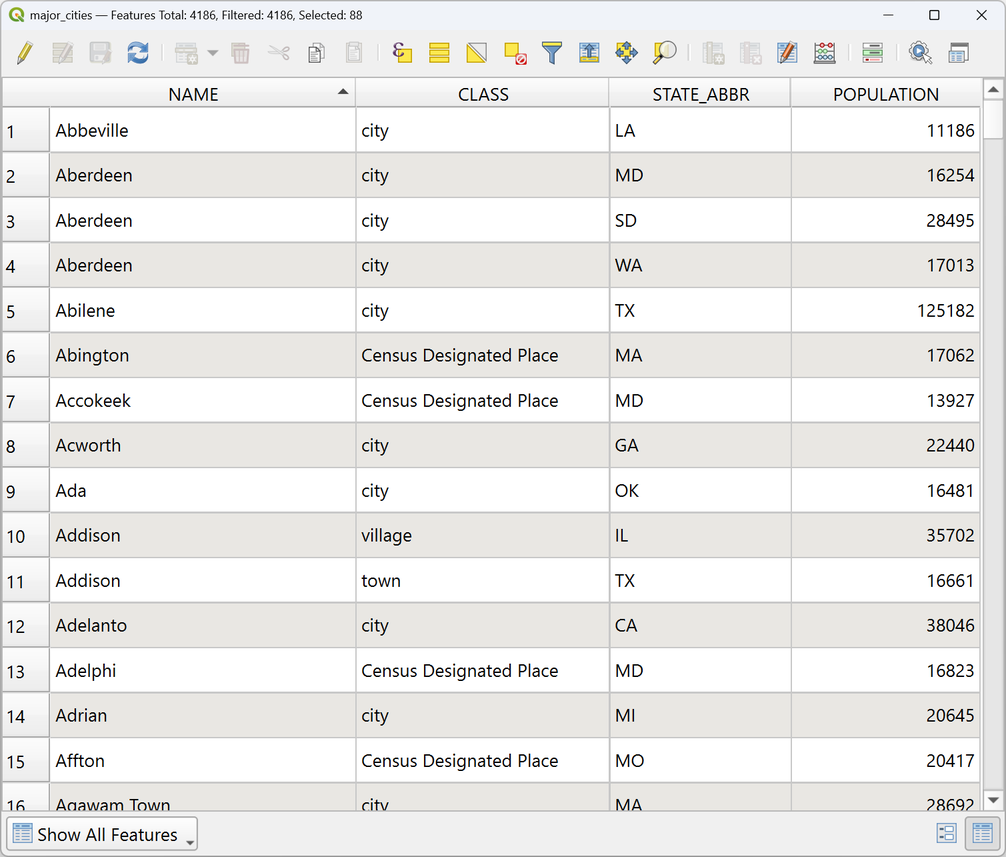 major_cities — Features Total: 4186, Filtered: 4186, Selected: 88
NAME CLASS STATE_ABBR POPULATION
1 Abbeville city LA 11186
2 Aberdeen city MD 16254
3 Aberdeen city SD 28495
4 Aberdeen city WA 17013
5 Abilene city TX 125182
6 Abington Census Designated Place MA 17062
7 Accokeek Census Designated Place MD 13927
8 Acworth city GA 22440
9 Ada city OK 16481
10 Addison village IL 35702
11 Addison town TX 16661
12 Adelanto city CA 38046
13 Adelphi Census Designated Place MD 16823
14 Adrian city MI 20645
15 Affton Census Designated Place MO 20417
16 Agawam Town city MA 28692
Show All Features